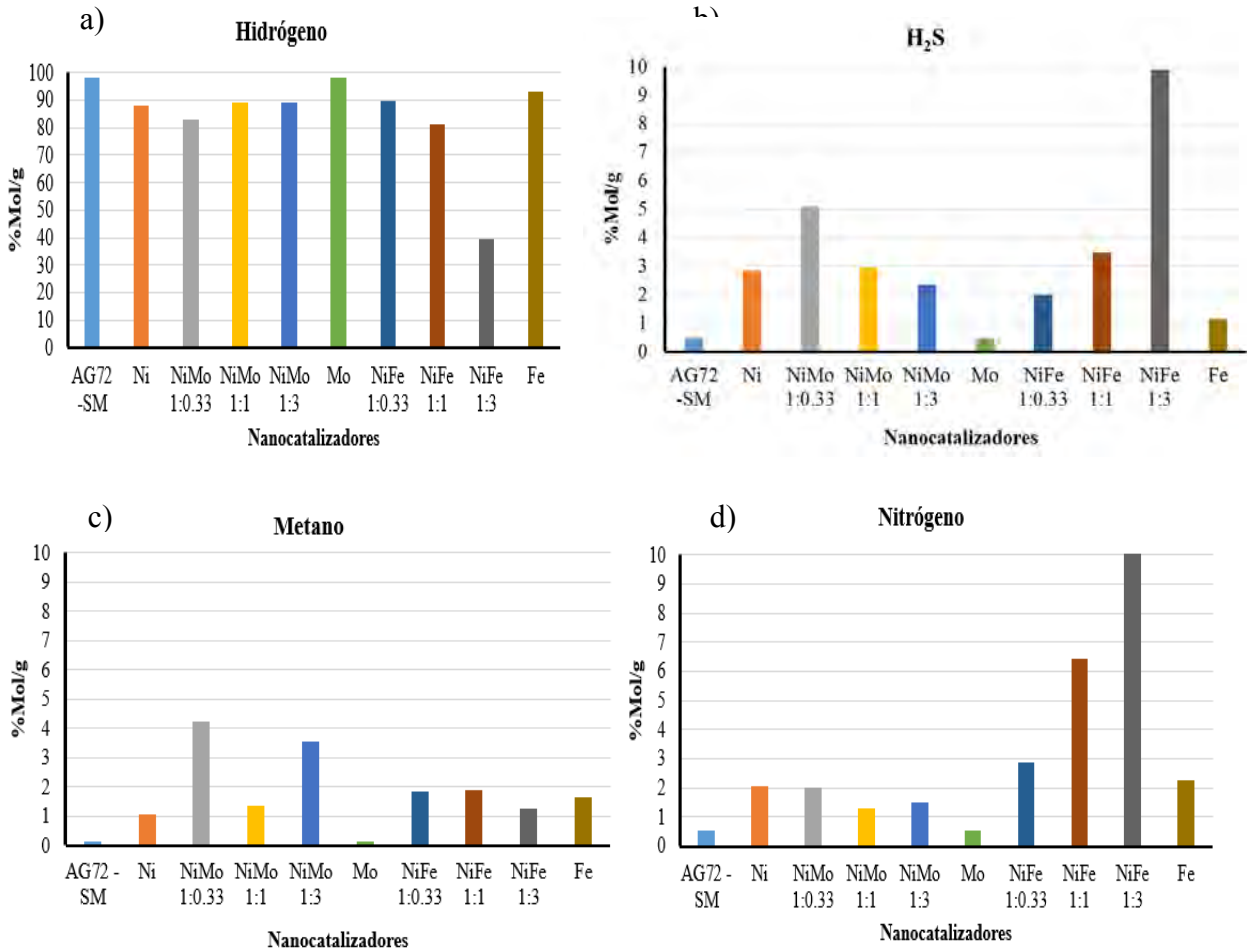 a)
Hidrógeno
%Mol/g
100
90
80
70
60
50
40
30
20
10
0
AG72 Ni NiMo NiMo NiMo Mo NiFe NiFe NiFe Fe
-SM 1:0.33 1:1 1:3 1:0.33 1:1 1:3
Nanocatalizadores
b)
H₂S
%Mol/g
10
9
8
7
6
5
4
3
2
1
0
AG72 Ni NiMo NiMo NiMo Mo NiFe NiFe NiFe Fe
-SM 1:0.33 1:1 1:3 1:0.33 1:1 1:3
Nanocatalizadores
c)
Metano
%Mol/g
10
9
8
7
6
5
4
3
2
1
0
AG72 - Ni NiMo NiMo NiMo Mo NiFe NiFe NiFe Fe
SM 1:0.33 1:1 1:3 1:0.33 1:1 1:3
Nanocatalizadores
d)
Nitrógeno
%Mol/g
10
9
8
7
6
5
4
3
2
1
0
AG72 - Ni NiMo NiMo NiMo Mo NiFe NiFe NiFe Fe
SM 1:0.33 1:1 1:3 1:0.33 1:1 1:3
Nanocatalizadores